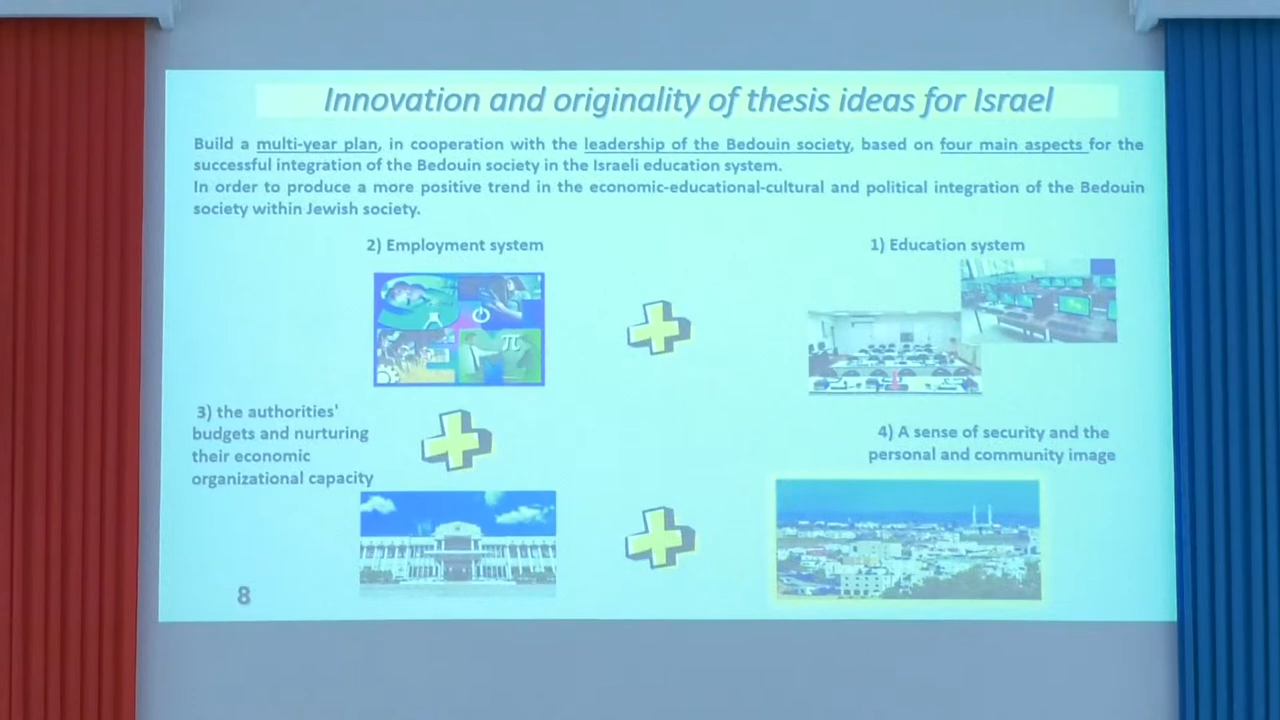 Innovation and originality of thesis ideas for Israel
Build a multi-year plan, in cooperation with the leadership of the Bedouin society, based on four main aspects for the
successful integration of the Bedouin society in the Israeli education system.
In order to produce a more positive trend in the economic-educational-cultural and political integration of the Bedouin
society within Jewish society.
2) Employment system
1) Education system
π
3) the authorities'
budgets and nurturing
their economic
organizational capacity
4) A sense of security and the
personal and community image
8